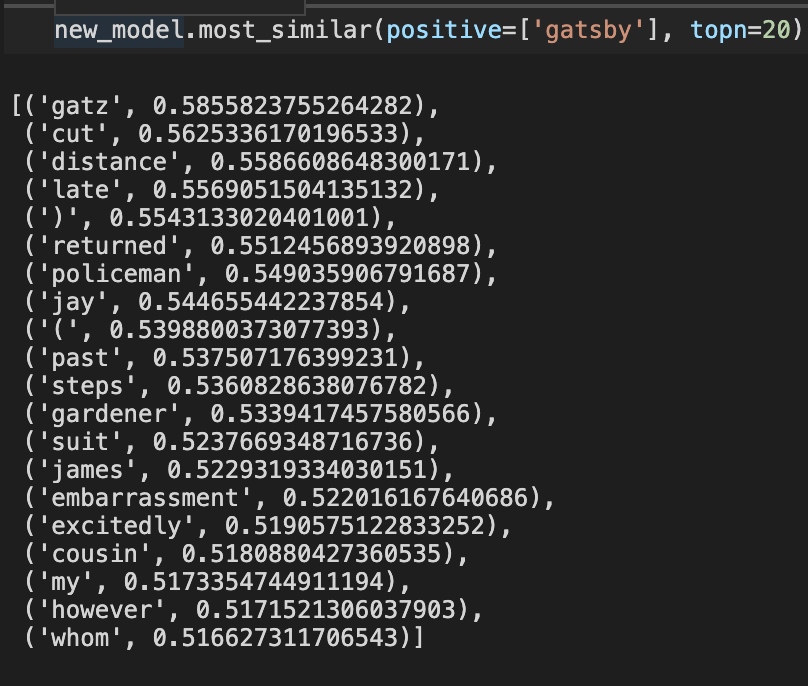 new_model.most_similar(positive=['gatsby'], topn=20)
[('gatz', 0.5855823755264282),
('cut', 0.5625336170196533),
('distance', 0.5586608648300171),
('late', 0.5569051504135132),
(')', 0.5543133020401001),
('returned', 0.5512456893920898),
('policeman', 0.549035906791687),
('jay', 0.544655442237854),
('(', 0.5398800373077393),
('past', 0.537507176399231),
('steps', 0.5360828638076782),
('gardener', 0.5339417457580566),
('suit', 0.5237669348716736),
('james', 0.5229319334030151),
('embarrassment', 0.522016167640686),
('excitedly', 0.5190575122833252),
('cousin', 0.5180880427360535),
('my', 0.5173354744911194),
('however', 0.5171521306037903),
('whom', 0.516627311706543)]